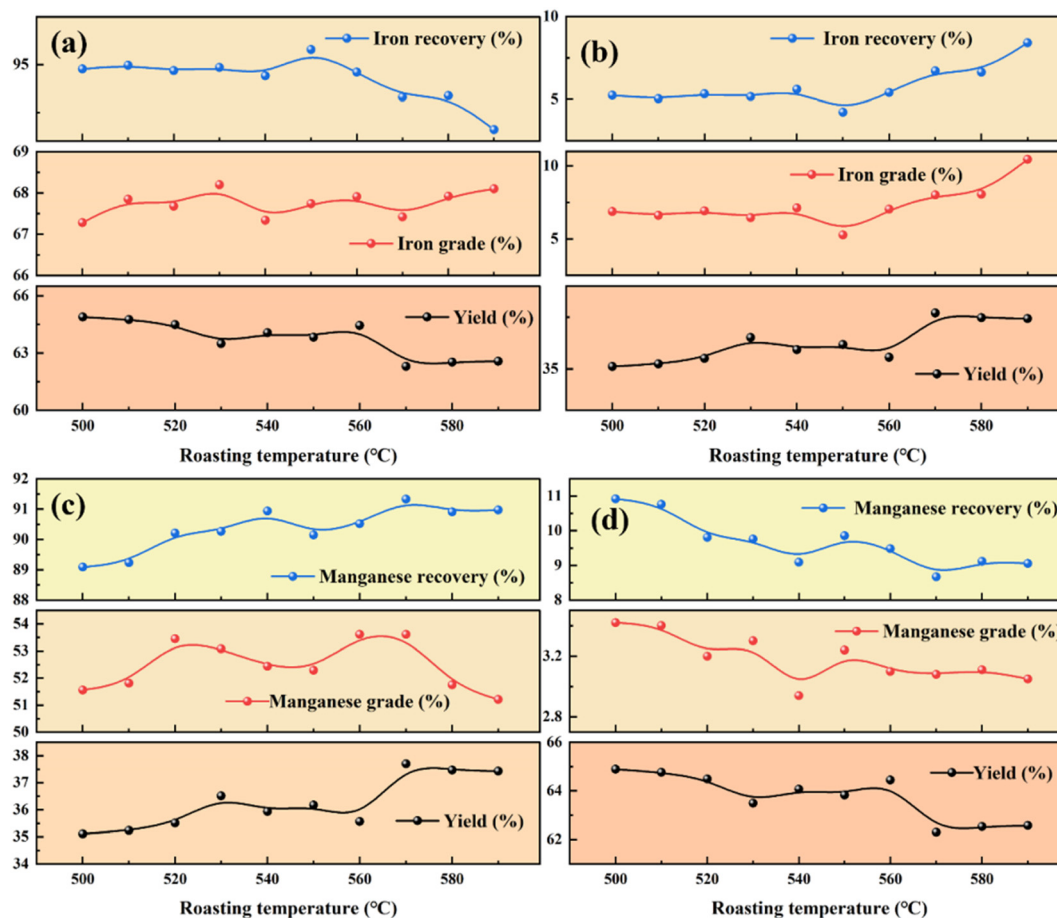 (a)
Iron recovery (%)
95
69
68
67
66
Iron grade (%)
66
63
60
Yield (%)
500 520 540 560 580
Roasting temperature (°C)
(b)
10
5
Iron recovery (%)
10
5
Iron grade (%)
35
Yield (%)
500 520 540 560 580
Roasting temperature (°C)
(c)
92
91
90
89
88
Manganese recovery (%)
54
53
52
51
50
Manganese grade (%)
38
37
36
35
34
Yield (%)
500 520 540 560 580
Roasting temperature (°C)
(d)
11
10
9
8
Manganese recovery (%)
3.2
2.8
Manganese grade (%)
66
64
62
Yield (%)
500 520 540 560 580
Roasting temperature (°C)